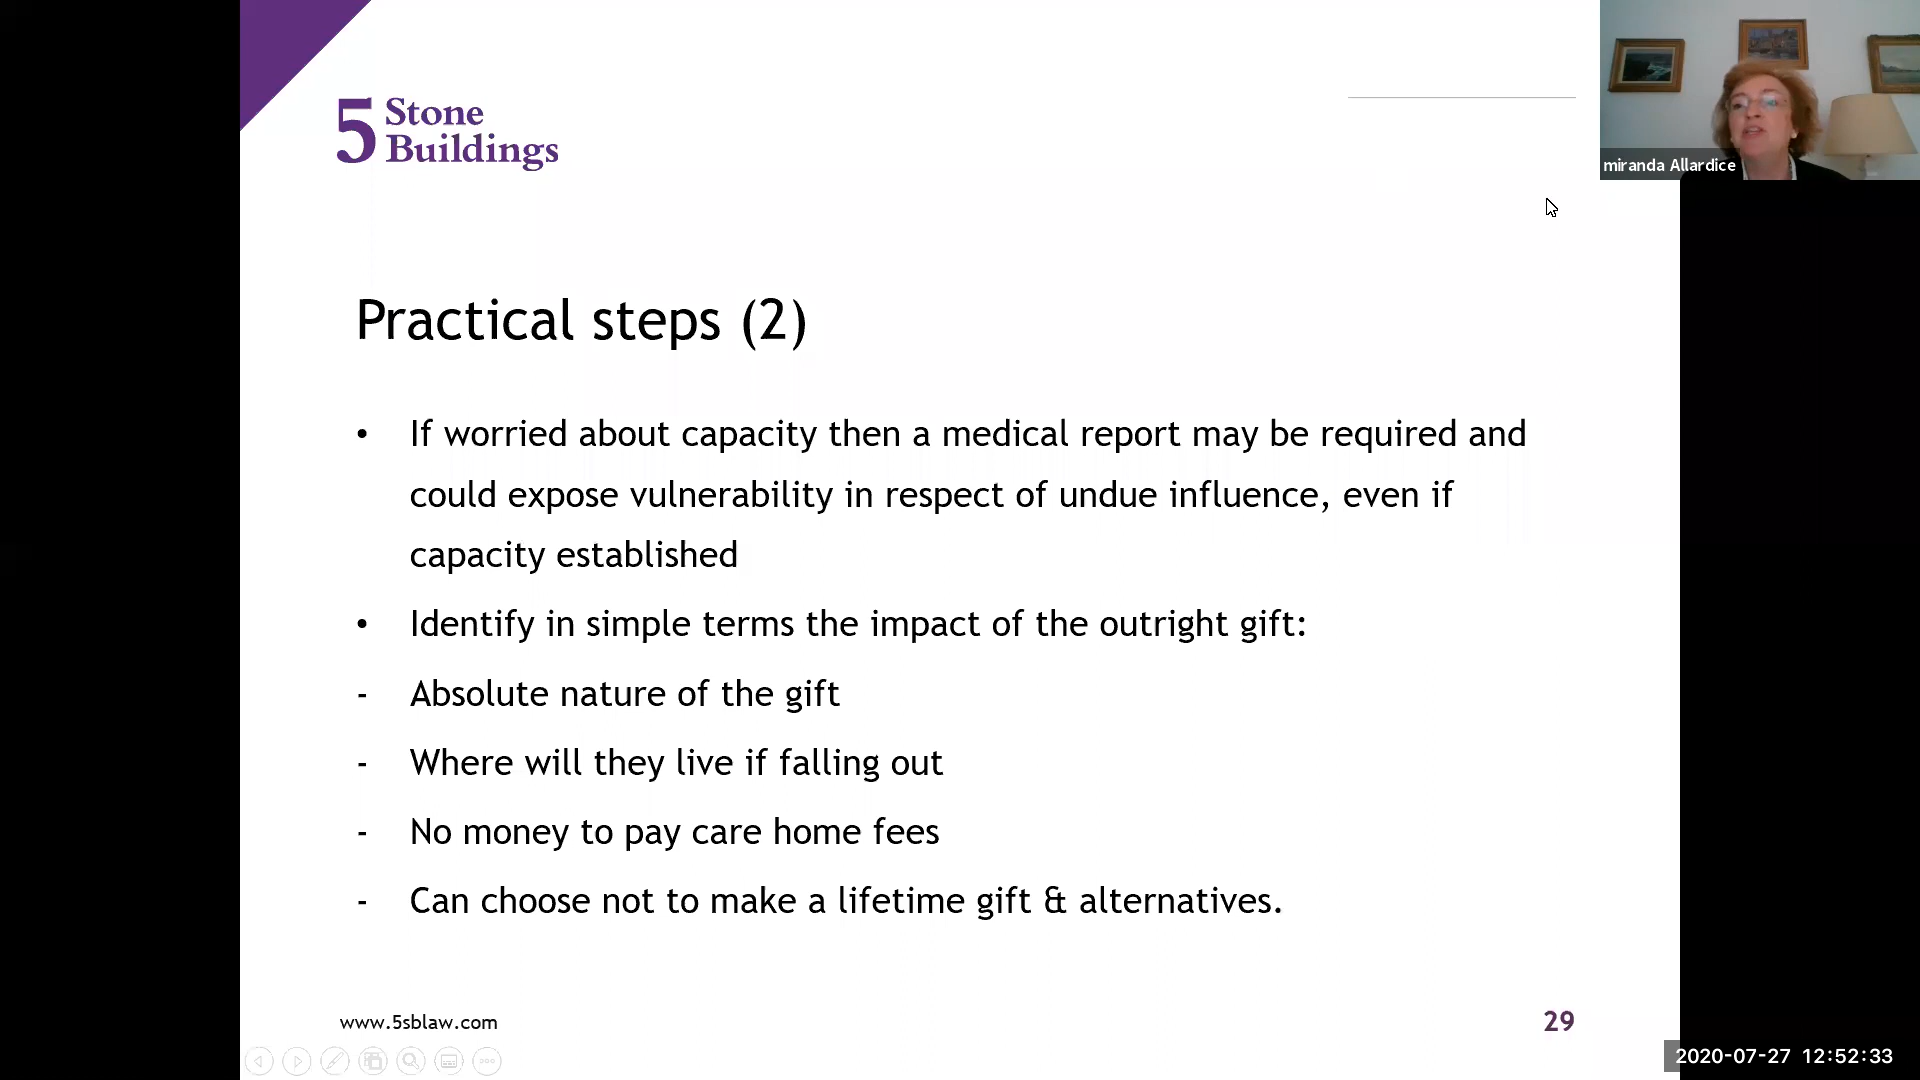 5 Stone
Buildings
miranda Allardice
Practical steps (2)
• If worried about capacity then a medical report may be required and
could expose vulnerability in respect of undue influence, even if
capacity established
• Identify in simple terms the impact of the outright gift:
- Absolute nature of the gift
- Where will they live if falling out
- No money to pay care home fees
- Can choose not to make a lifetime gift & alternatives.
www.5sblaw.com
29
2020-07-27 12:52:33